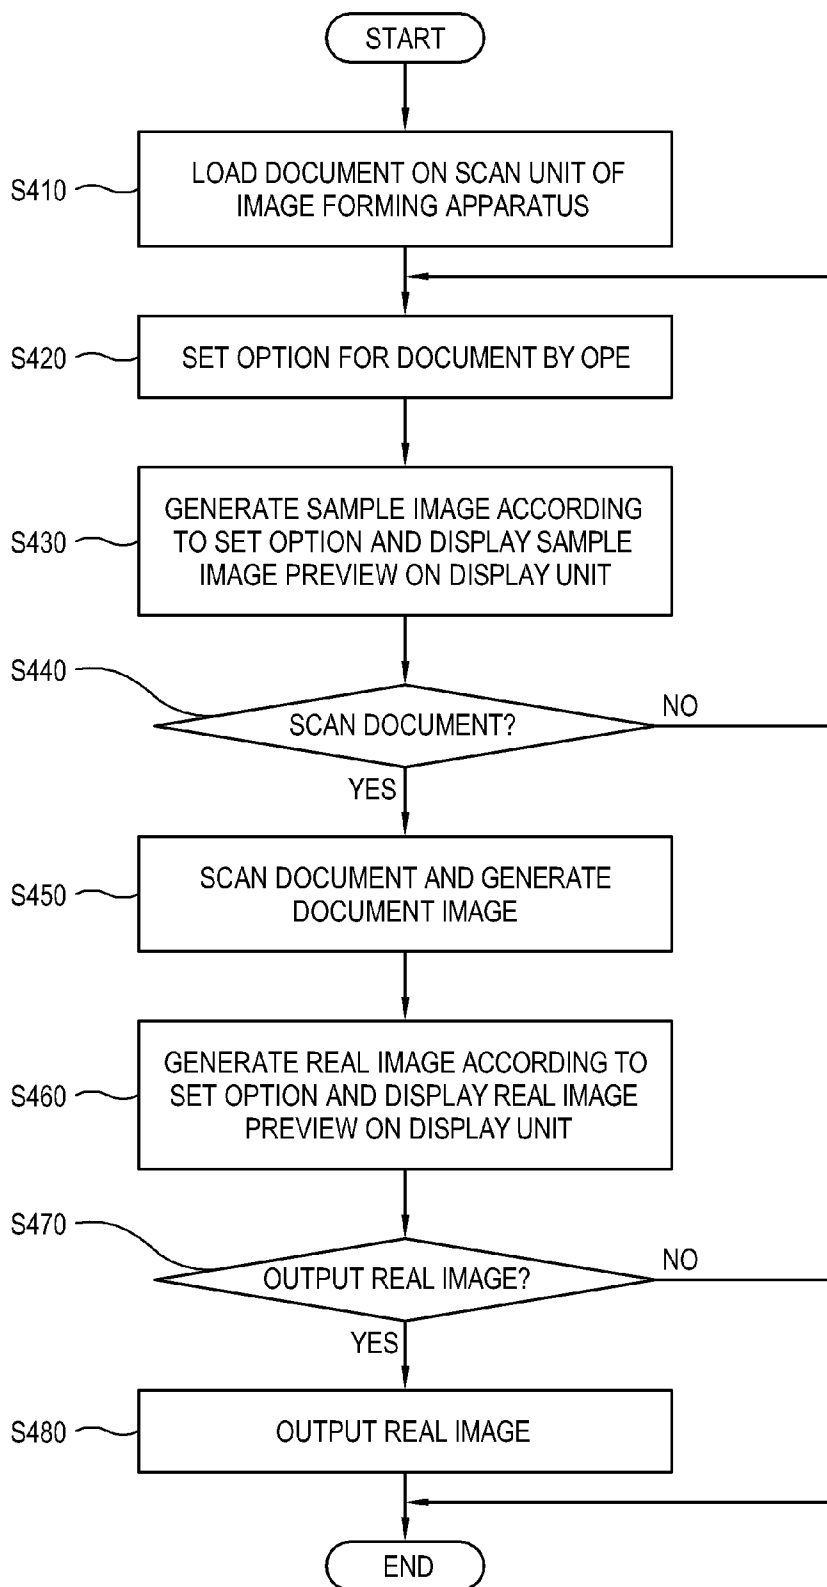 START
S410
LOAD DOCUMENT ON SCAN UNIT OF
IMAGE FORMING APPARATUS
S420
SET OPTION FOR DOCUMENT BY OPE
S430
GENERATE SAMPLE IMAGE ACCORDING
TO SET OPTION AND DISPLAY SAMPLE
IMAGE PREVIEW ON DISPLAY UNIT
S440
SCAN DOCUMENT?
NO
YES
S450
SCAN DOCUMENT AND GENERATE
DOCUMENT IMAGE
S460
GENERATE REAL IMAGE ACCORDING TO
SET OPTION AND DISPLAY REAL IMAGE
PREVIEW ON DISPLAY UNIT
S470
OUTPUT REAL IMAGE?
NO
YES
S480
OUTPUT REAL IMAGE
END